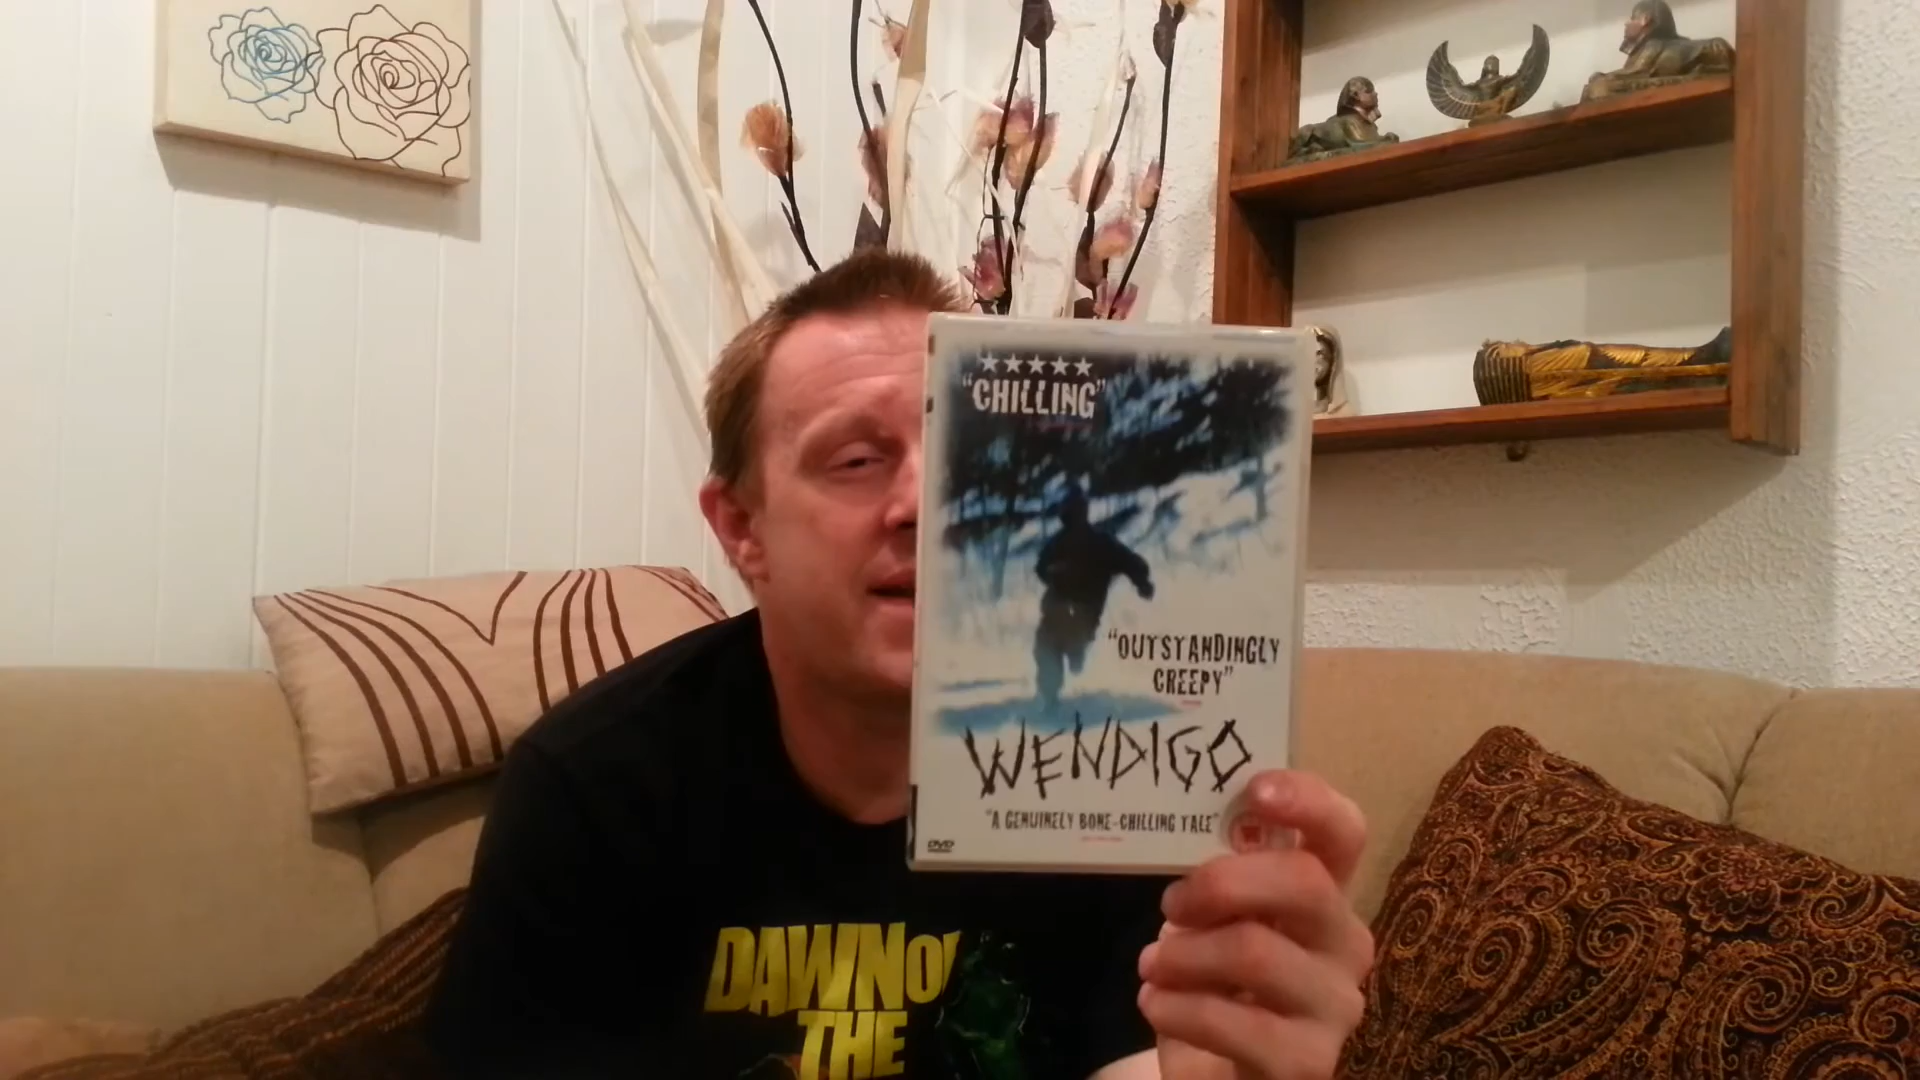 "CHILLING"
"OUTSTANDINGLY
CREEPY"
WENDIGO
"A GENUINELY BONE-CHILLING TALE"
DVD
DAWN OF
THE